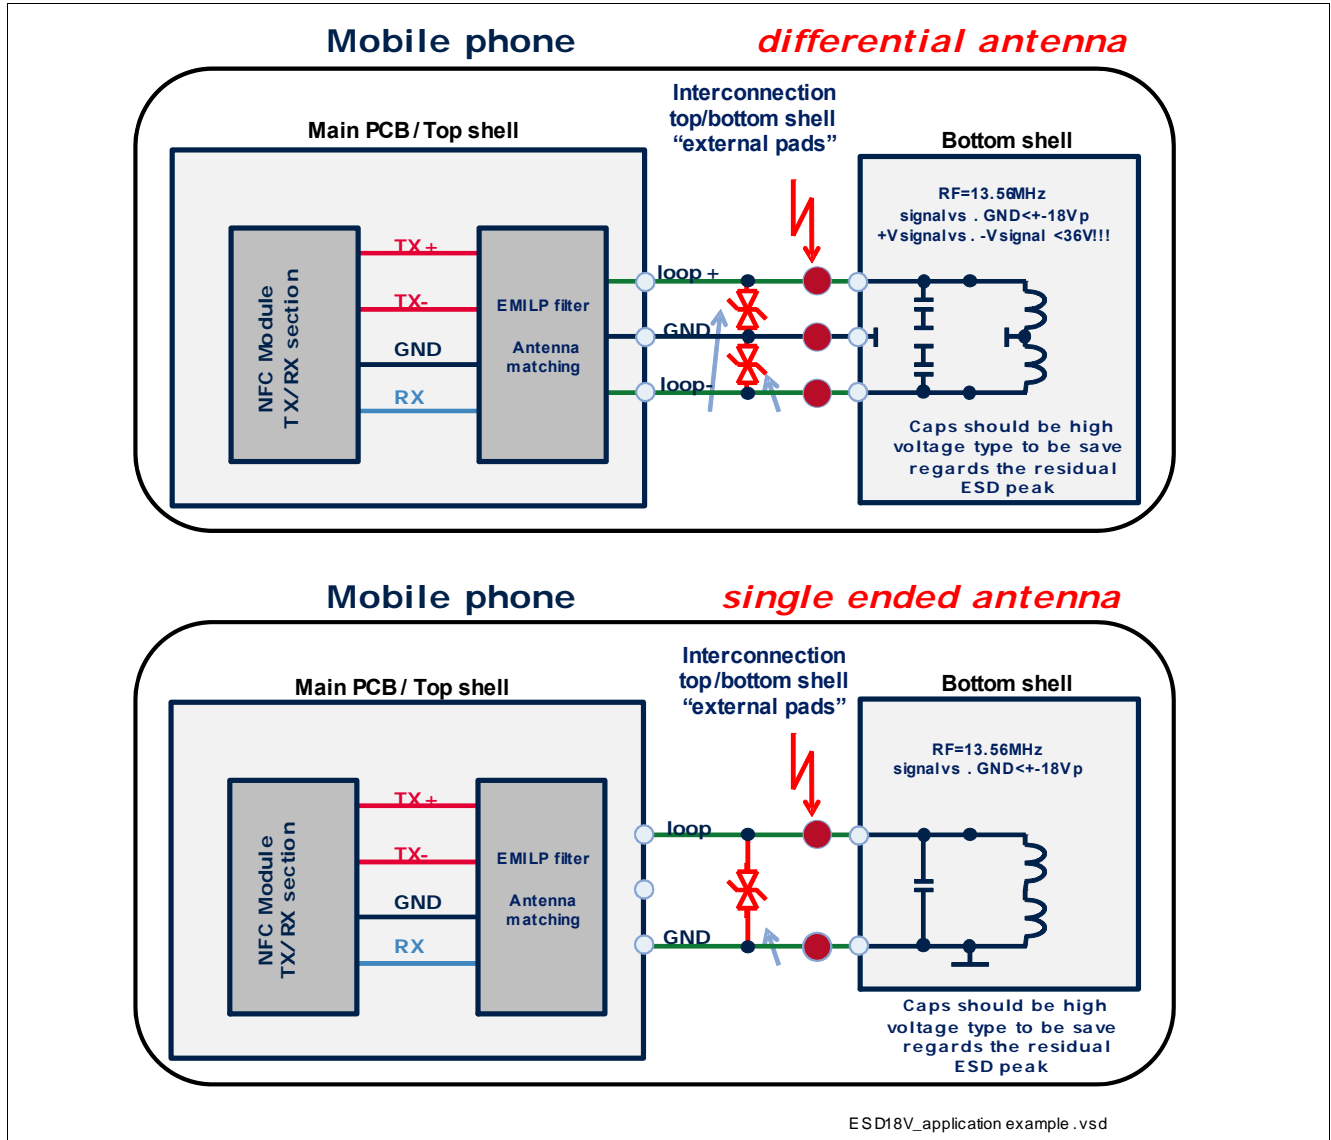 Mobile phone
differential antenna
Interconnection
top/bottom shell
“external pads”
Main PCB / Top shell
Bottom shell
RF=13.56MHz
signal vs . GND<+-18Vp
+Vsignal vs . -Vsignal <36V!!!
NFC Module
TX/RX section
TX+
TX-
GND
RX
EMI LP filter
Antenna
matching
loop +
GND
loop-
Caps should be high
voltage type to be save
regards the residual
ESD peak
Mobile phone
single ended antenna
Interconnection
top/bottom shell
“external pads”
Main PCB / Top shell
Bottom shell
RF=13.56MHz
signal vs . GND<+-18Vp
NFC Module
TX/RX section
TX+
TX-
GND
RX
EMI LP filter
Antenna
matching
loop
GND
Caps should be high
voltage type to be save
regards the residual
ESD peak
ESD18V_application example .vsd